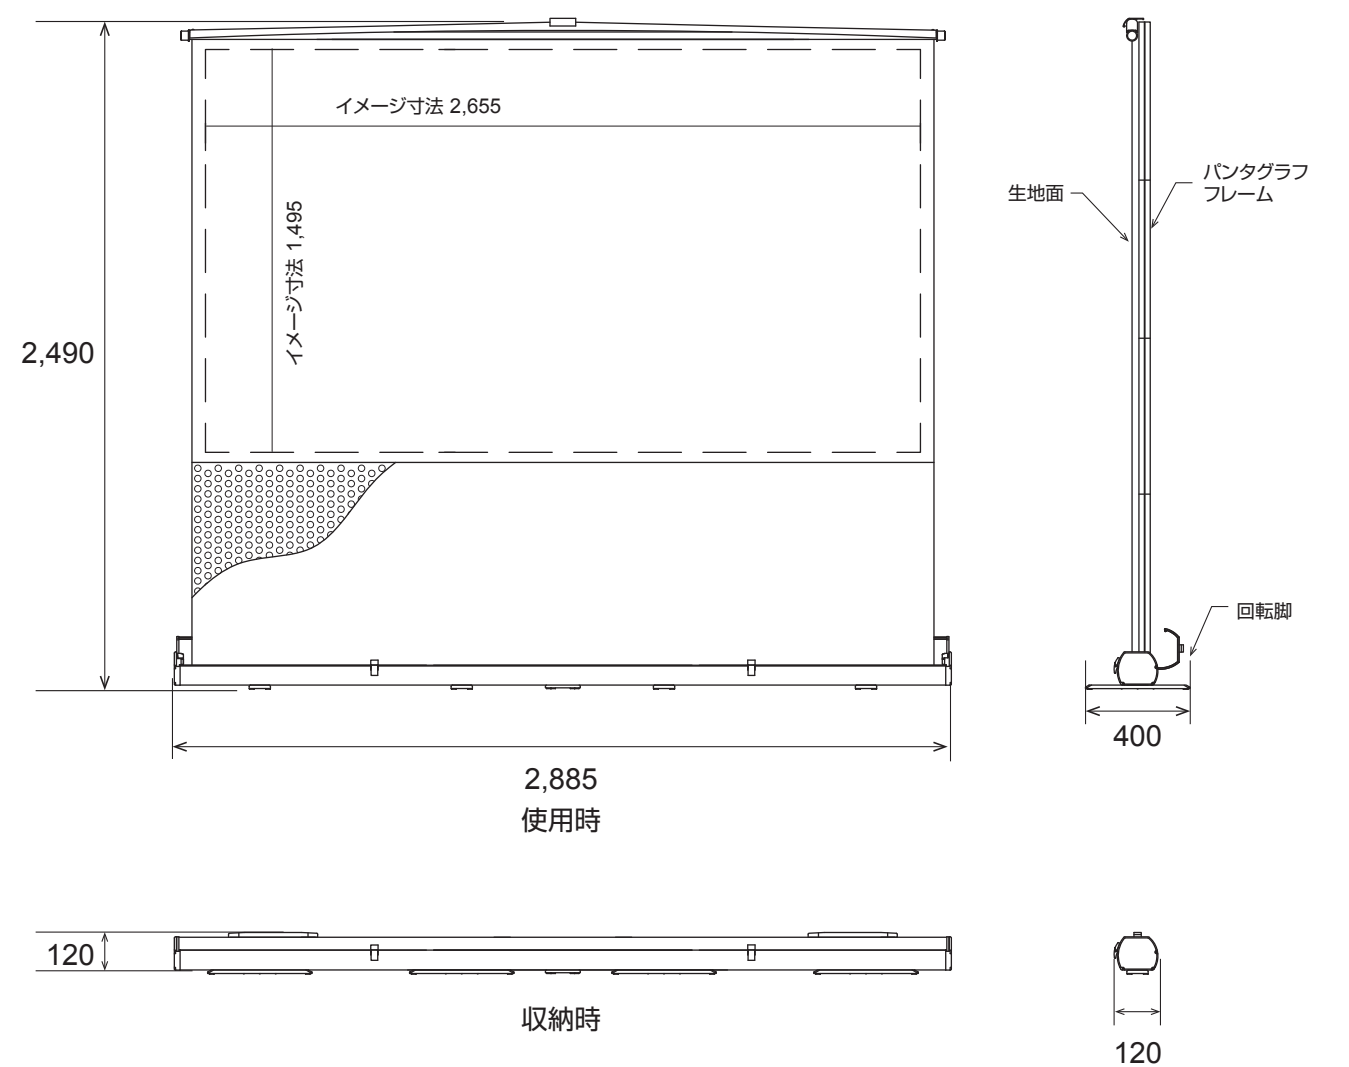 イメージ寸法 2,655
イメージ寸法 1,495
2,490
2,885
使用時
生地面
パンタグラフ
フレーム
回転脚
400
120
収納時
120